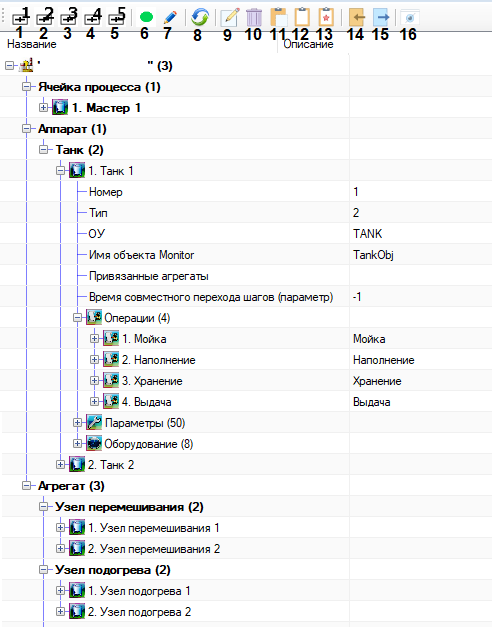 1 2 3 4 5
1 2 3 4 5 6 7 8 9 10 11 12 13 14 15 16
Название Описание
' " (3)
Ячейка процесса (1)
1. Мастер 1
Аппарат (1)
Танк (2)
1. Танк 1
Номер 1
Тип 2
ОУ TANK
Имя объекта Monitor TankObj
Привязанные агрегаты
Время совместного перехода шагов (параметр) -1
Операции (4)
1. Мойка Мойка
2. Наполнение Наполнение
3. Хранение Хранение
4. Выдача Выдача
Параметры (50)
Оборудование (8)
2. Танк 2
Агрегат (3)
Узел перемешивания (2)
1. Узел перемешивания 1
2. Узел перемешивания 2
Узел подогрева (2)
1. Узел подогрева 1
2. Узел подогрева 2